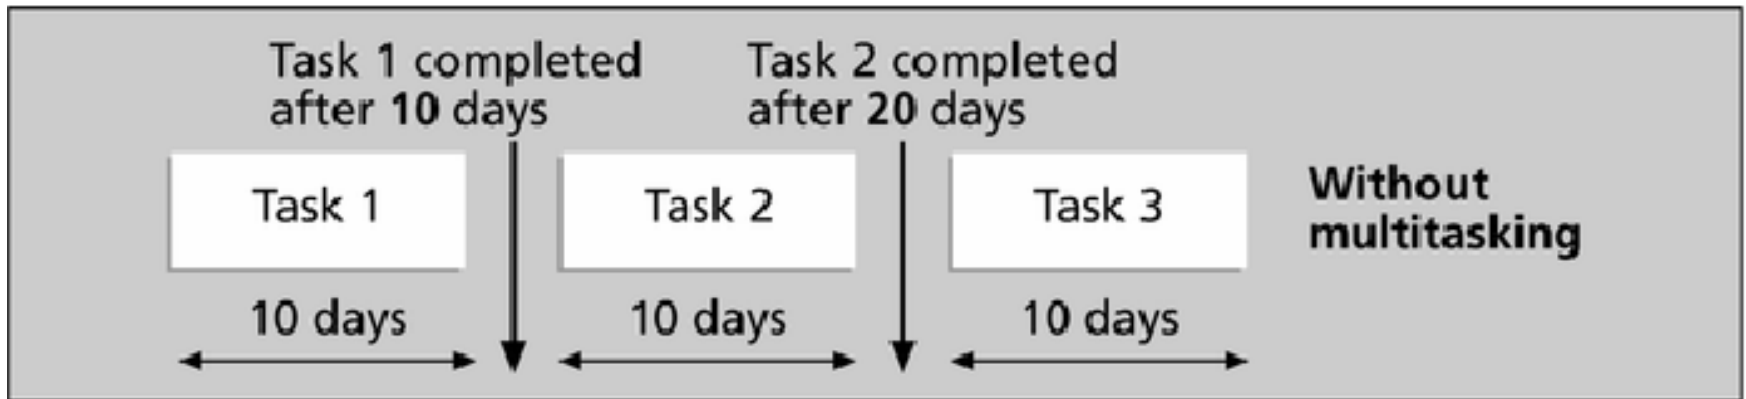 Task 1 completed
after 10 days
Task 2 completed
after 20 days
Task 1
Task 2
Task 3
Without
multitasking
10 days
10 days
10 days